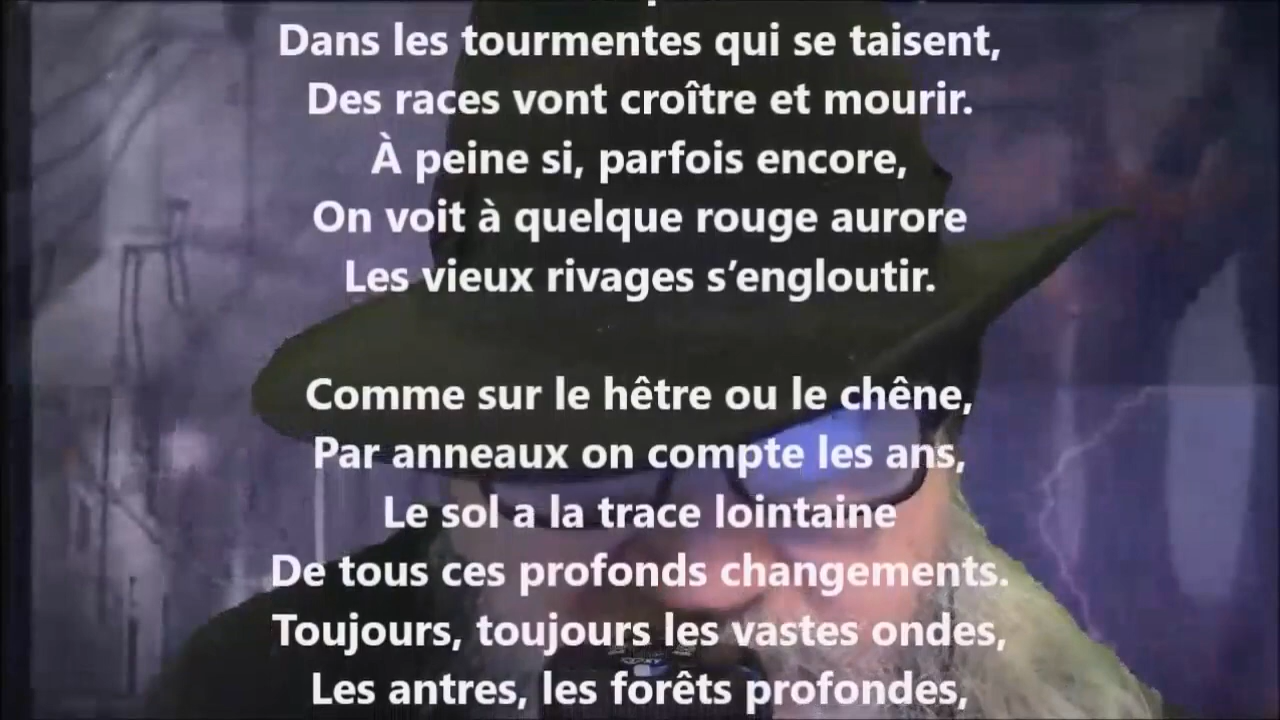 Dans les tourmentes qui se taisent,
Des races vont croître et mourir.
À peine si, parfois encore,
On voit à quelque rouge aurore
Les vieux rivages s’engloutir.
Comme sur le hêtre ou le chêne,
Par anneaux on compte les ans,
Le sol a la trace lointaine
De tous ces profonds changements.
Toujours, toujours les vastes ondes,
Les antres, les forêts profondes,